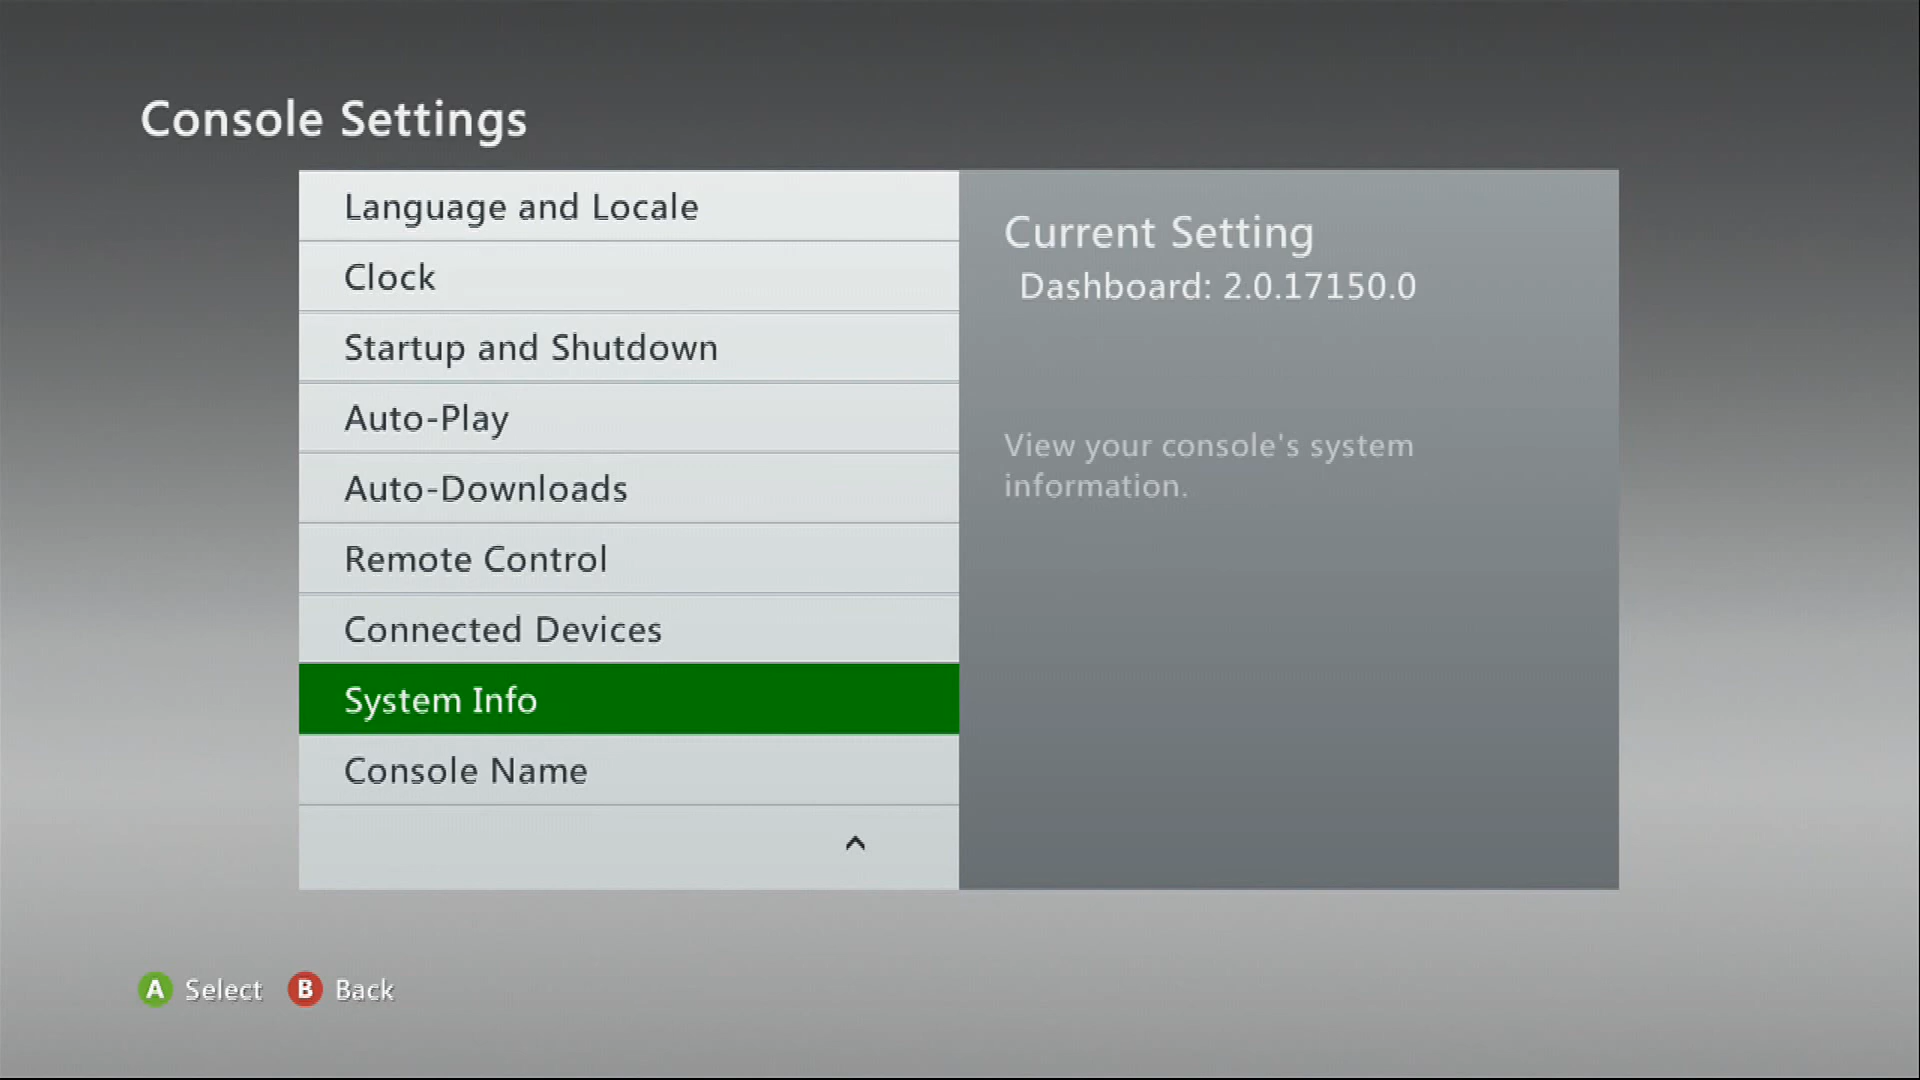 Console Settings
Language and Locale
Clock
Startup and Shutdown
Auto-Play
Auto-Downloads
Remote Control
Connected Devices
System Info
Console Name
Current Setting
Dashboard: 2.0.17150.0
View your console's system
information.
A Select B Back